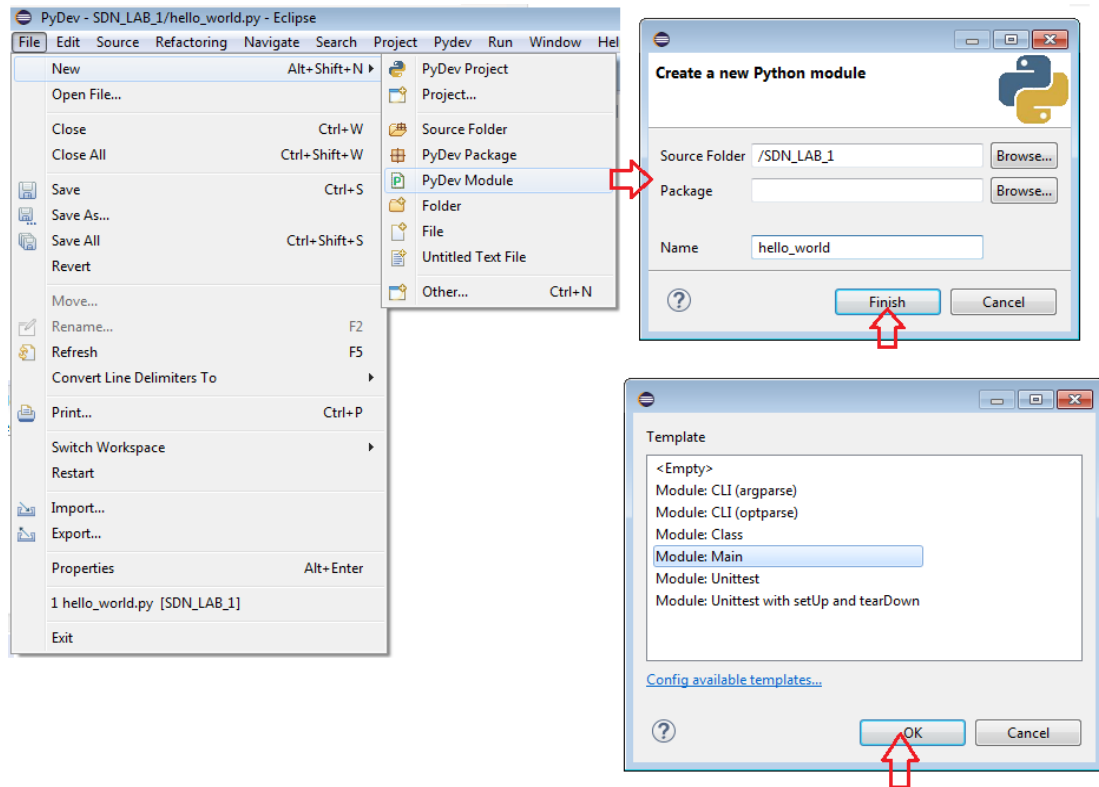 PyDev - SDN_LAB_1/hello_world.py - Eclipse
File Edit Source Refactoring Navigate Search Project Pydev Run Window Hel
New Alt+Shift+N
Open File...
Close Ctrl+W
Close All Ctrl+Shift+W
Save Ctrl+S
Save As...
Save All Ctrl+Shift+S
Revert
Move...
Rename... F2
Refresh F5
Convert Line Delimiters To
Print... Ctrl+P
Switch Workspace
Restart
Import...
Export...
Properties Alt+Enter
1 hello_world.py [SDN_LAB_1]
Exit
PyDev Project
Project...
Source Folder
PyDev Package
PyDev Module
Folder
File
Untitled Text File
Other... Ctrl+N
Create a new Python module
Source Folder /SDN_LAB_1 Browse...
Package Browse...
Name hello_world
? Finish Cancel
Template
<Empty>
Module: CLI (argparse)
Module: CLI (optparse)
Module: Class
Module: Main
Module: Unittest
Module: Unittest with setUp and tearDown
Config available templates...
? OK Cancel